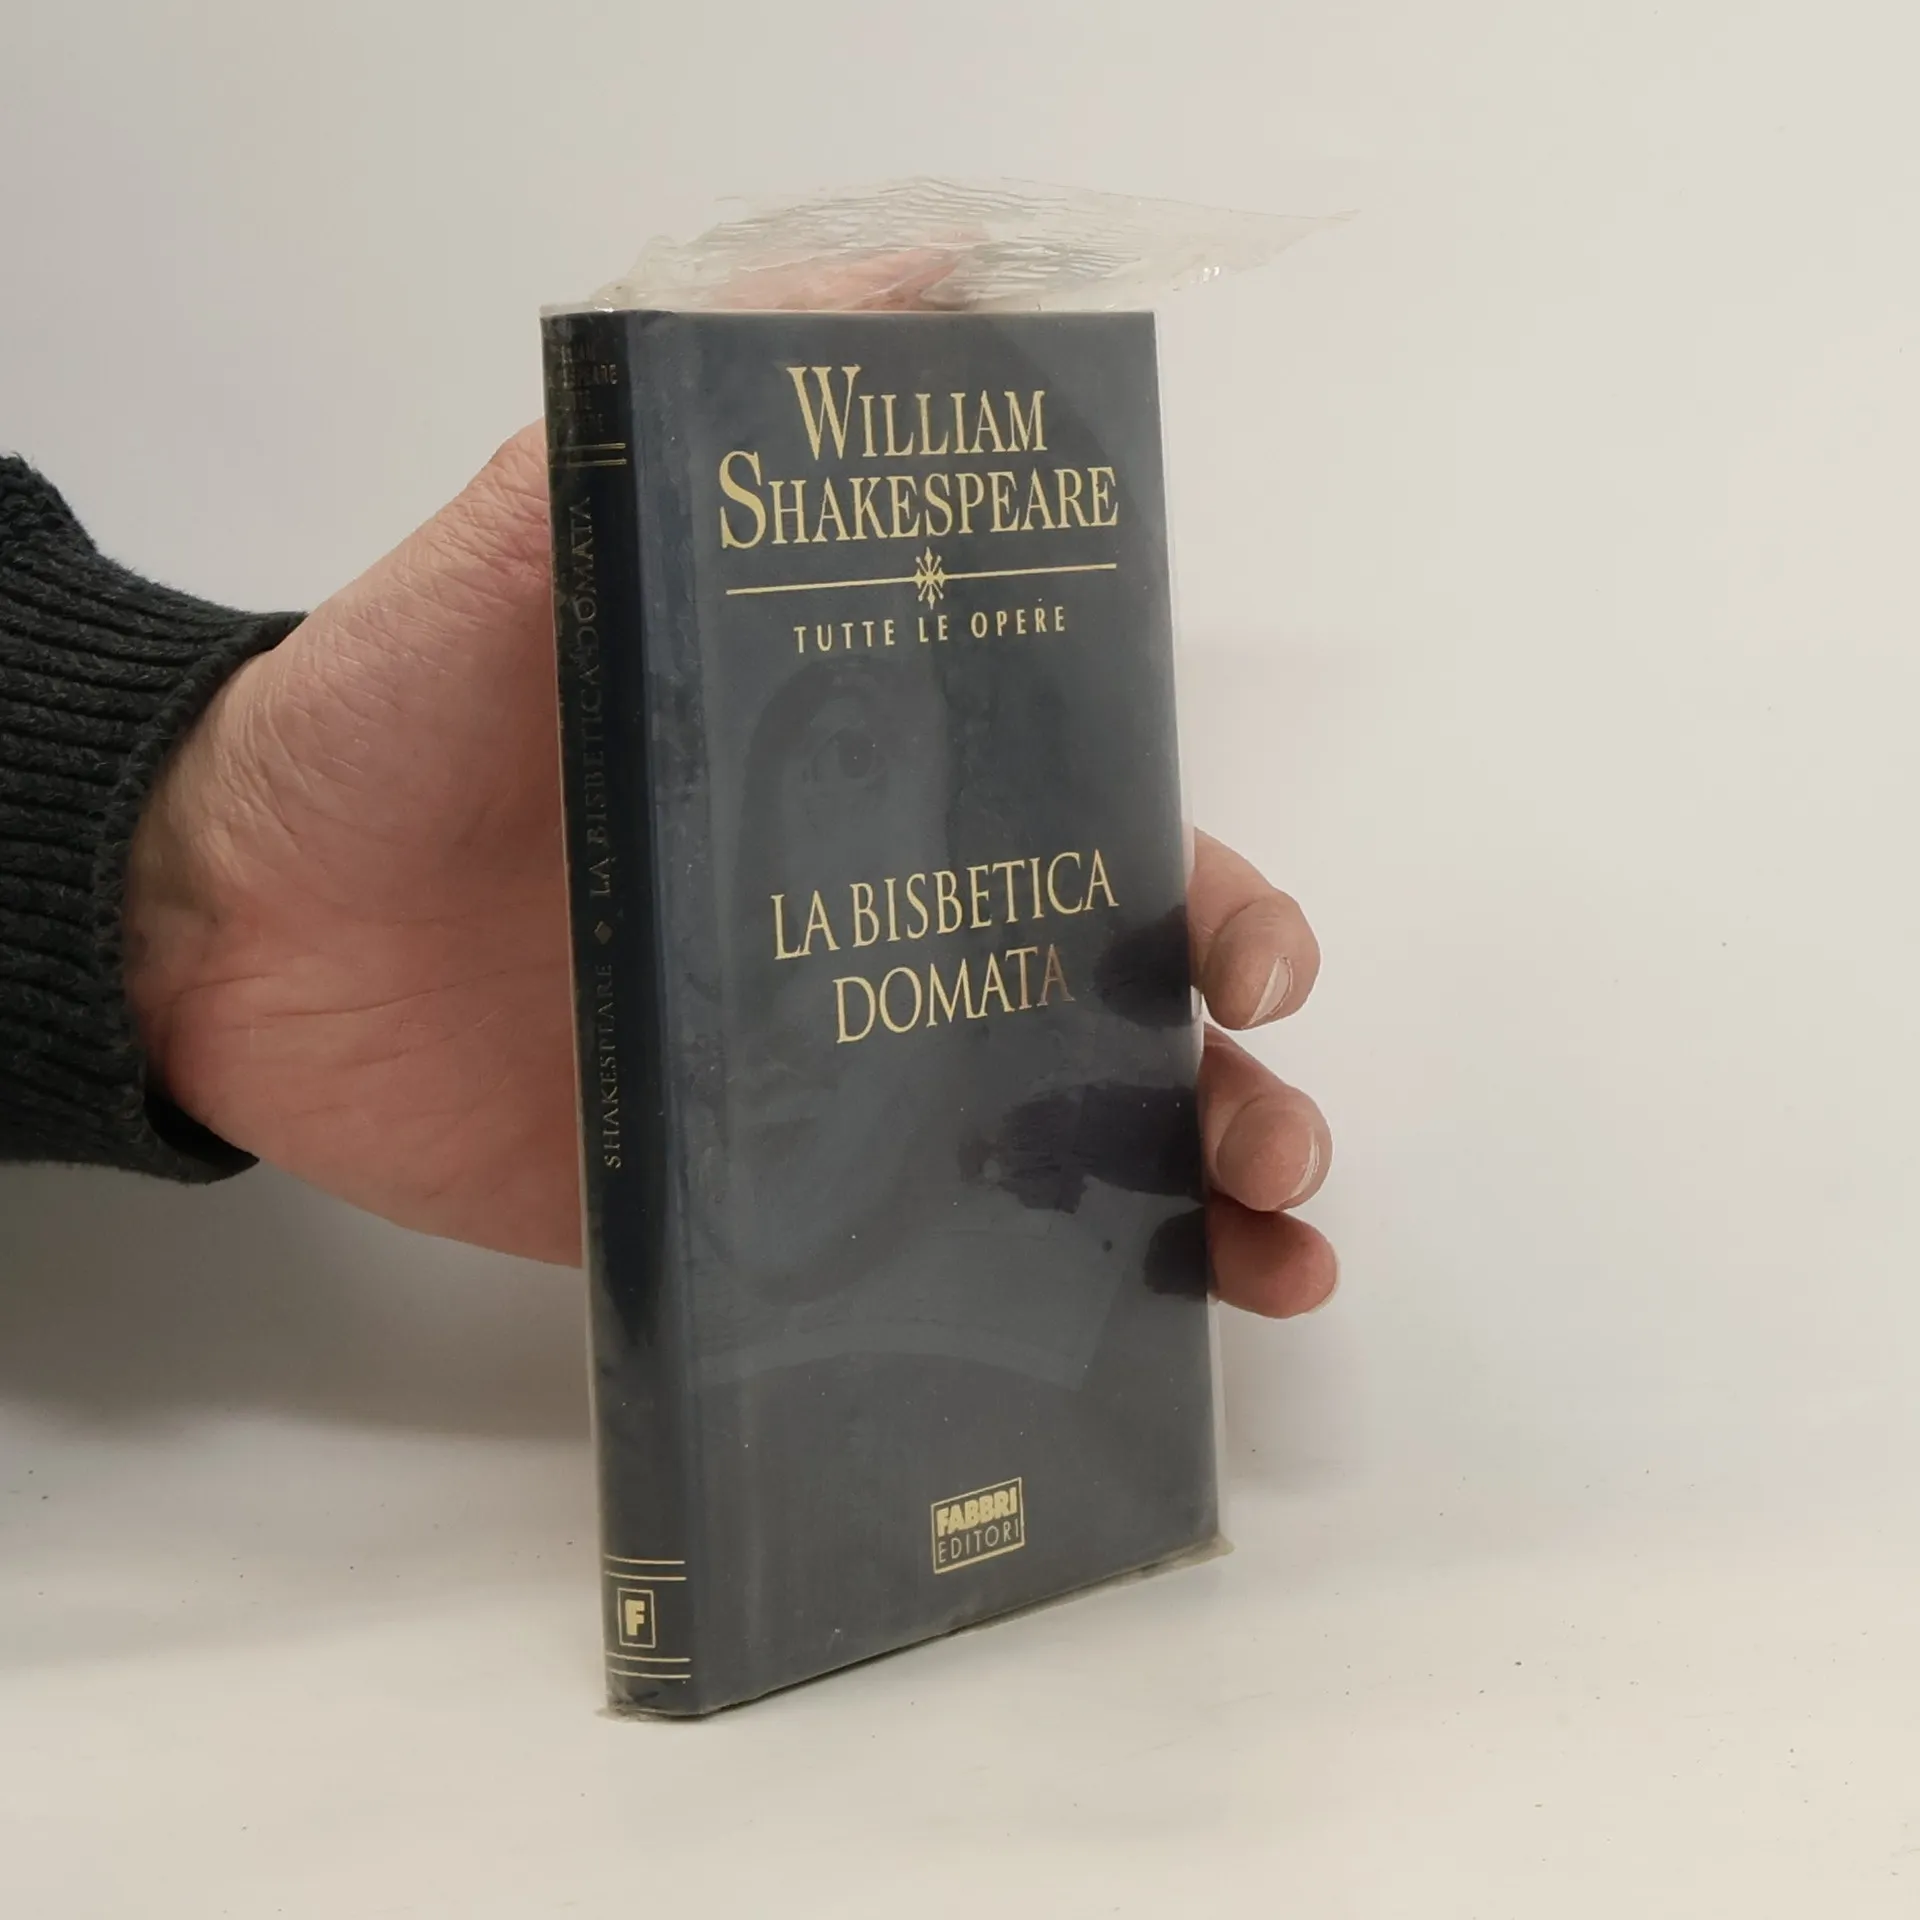 WILLIAM
SHAKESPEARE
TUTTE LE OPERE
LA BISBETICA
DOMATA
FABBRI
EDITORI
SHAKESPEARE ◆ LA BISBETICA DOMATA
F